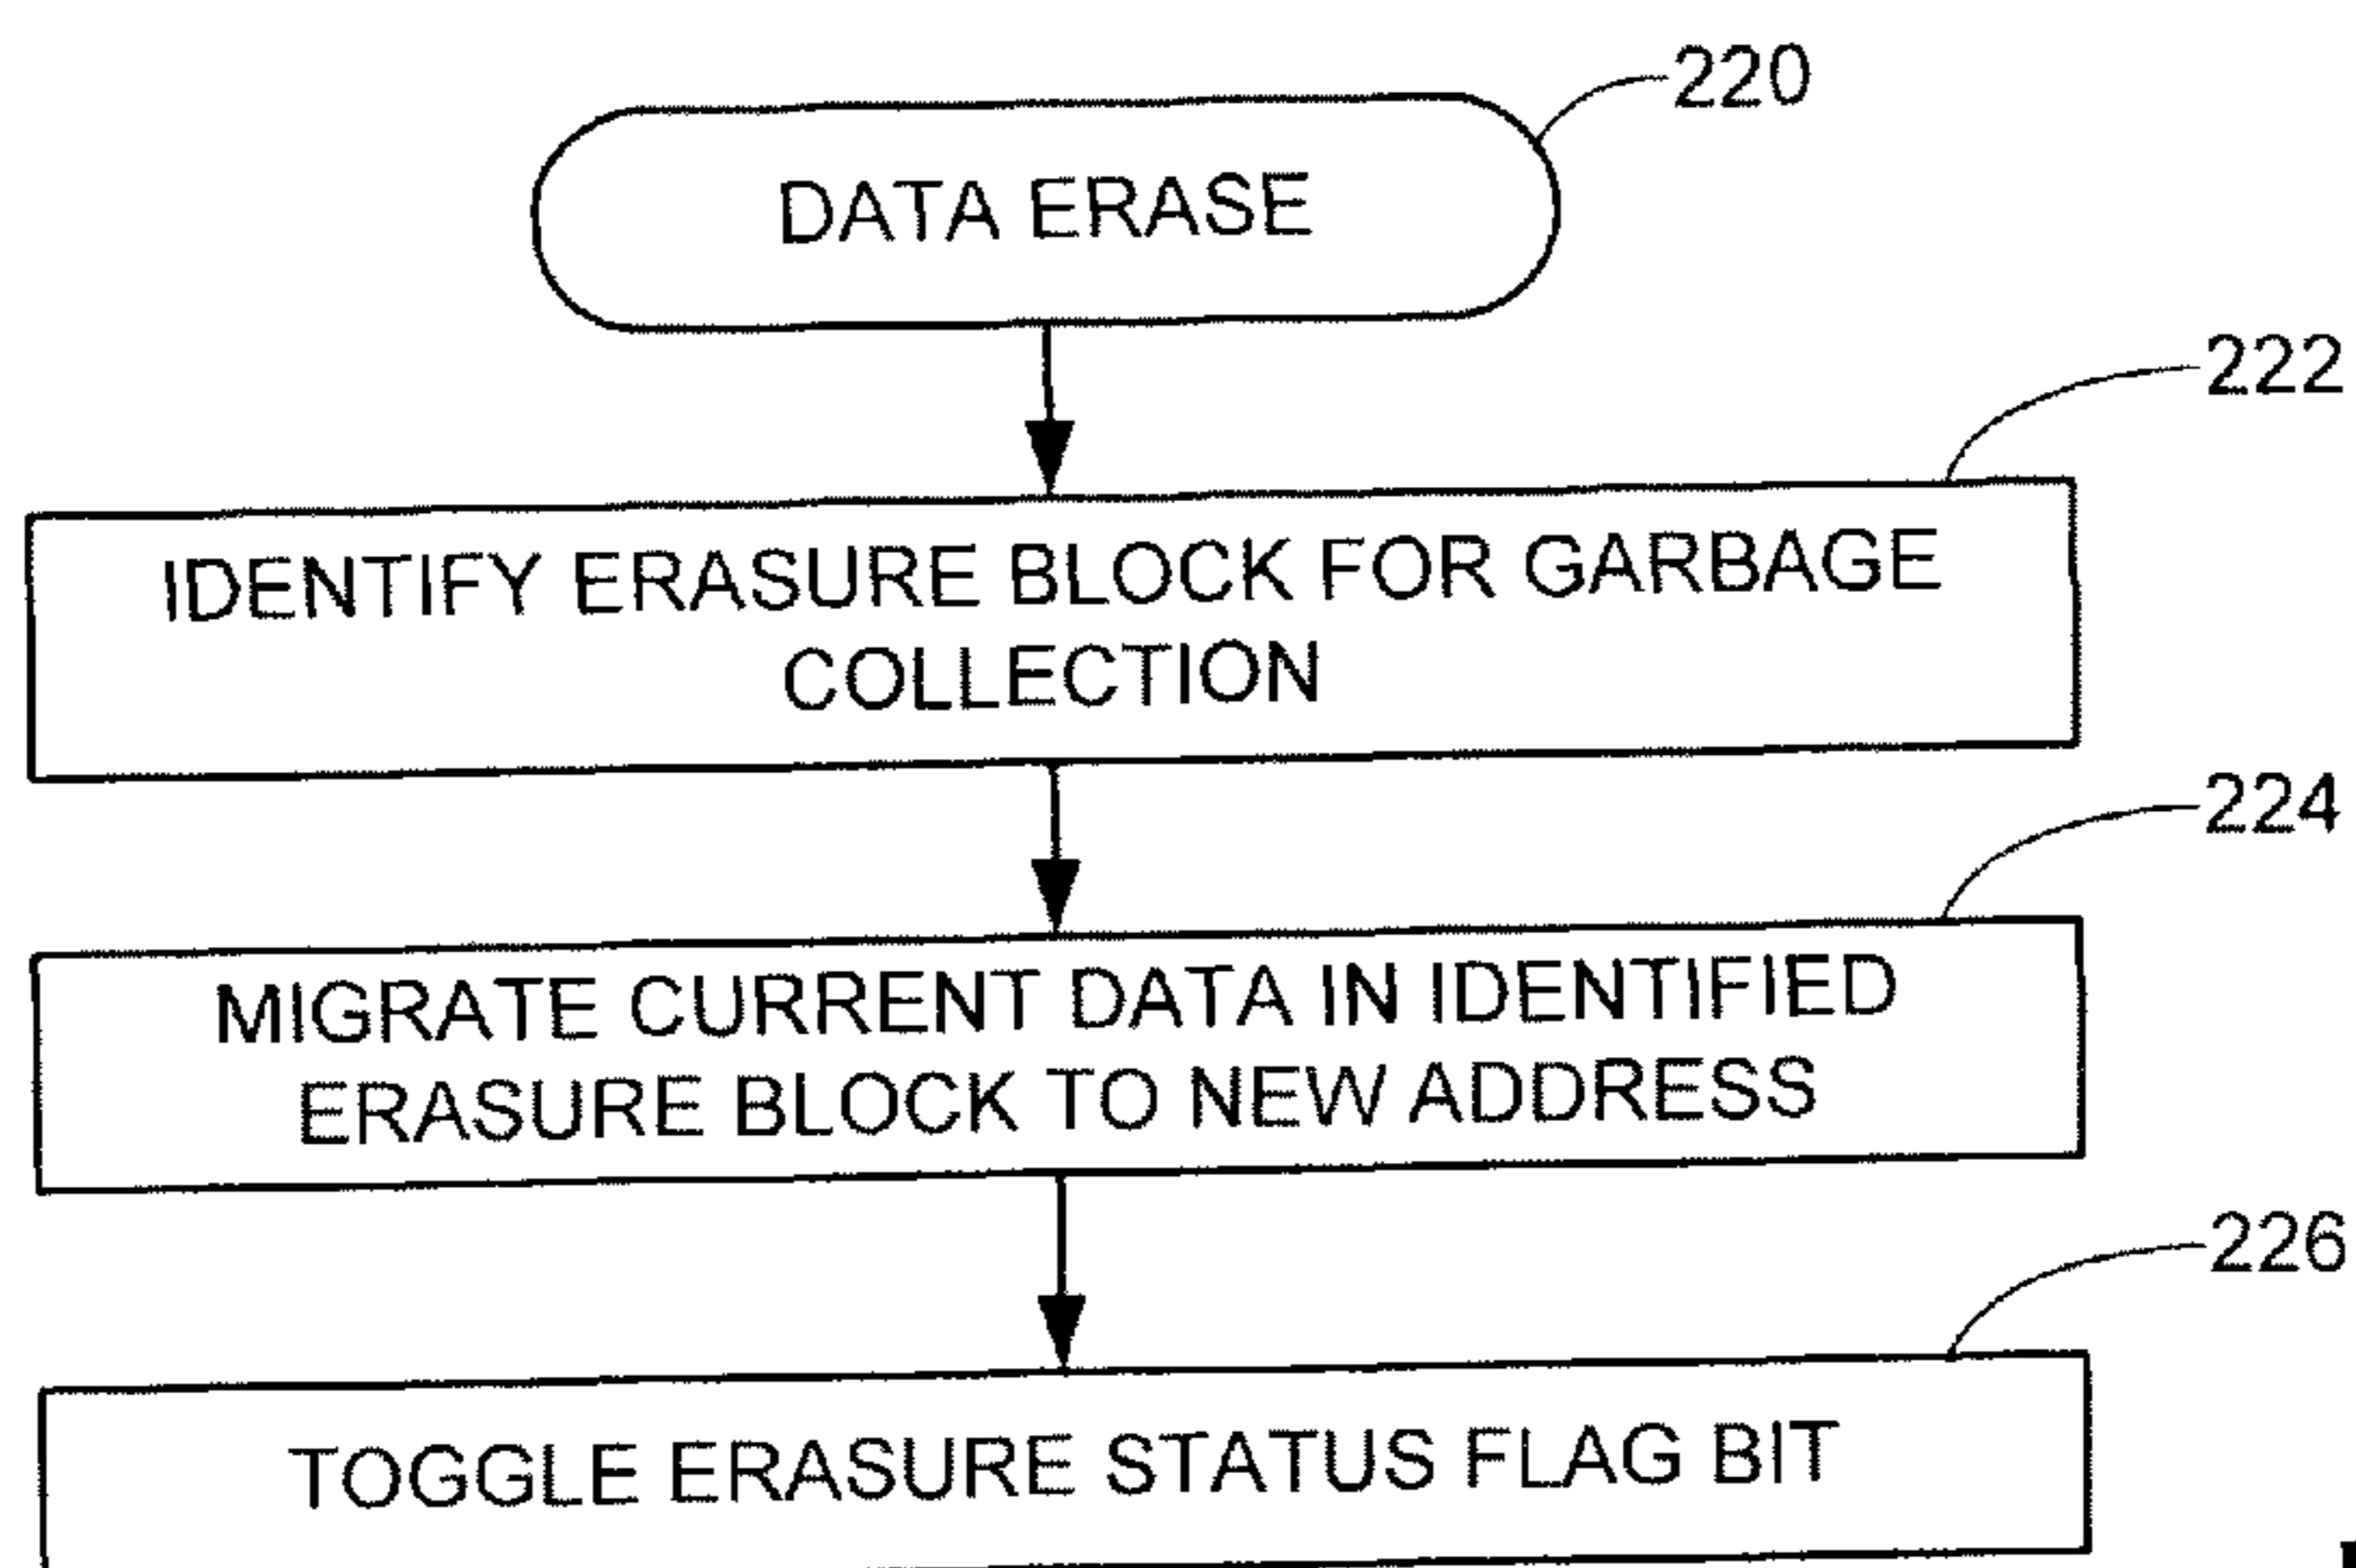 220
DATA ERASE
222
IDENTIFY ERASURE BLOCK FOR GARBAGE
COLLECTION
224
MIGRATE CURRENT DATA IN IDENTIFIED
ERASURE BLOCK TO NEW ADDRESS
226
TOGGLE ERASURE STATUS FLAG BIT